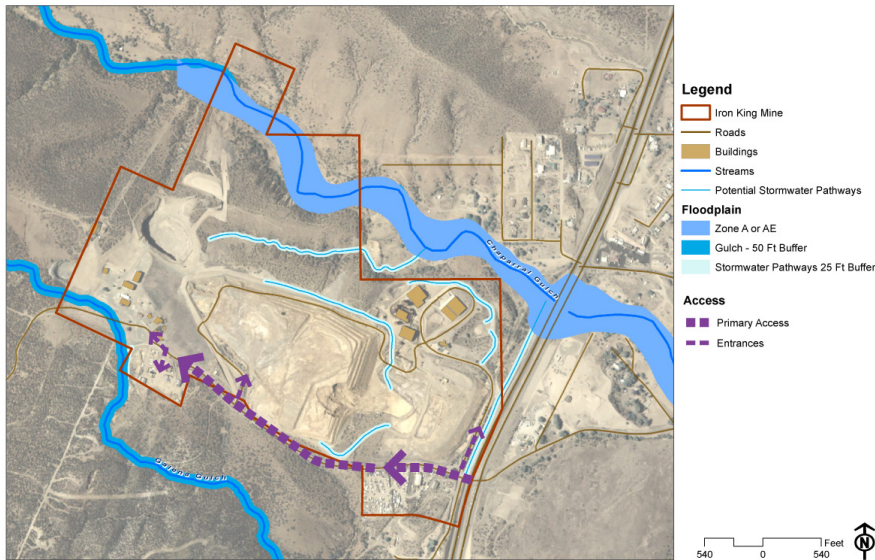 Chaparral Gulch
Galena Gulch
Legend
Iron King Mine
Roads
Buildings
Streams
Potential Stormwater Pathways
Floodplain
Zone A or AE
Gulch - 50 Ft Buffer
Stormwater Pathways 25 Ft Buffer
Access
Primary Access
Entrances
Feet
540 0 540
N